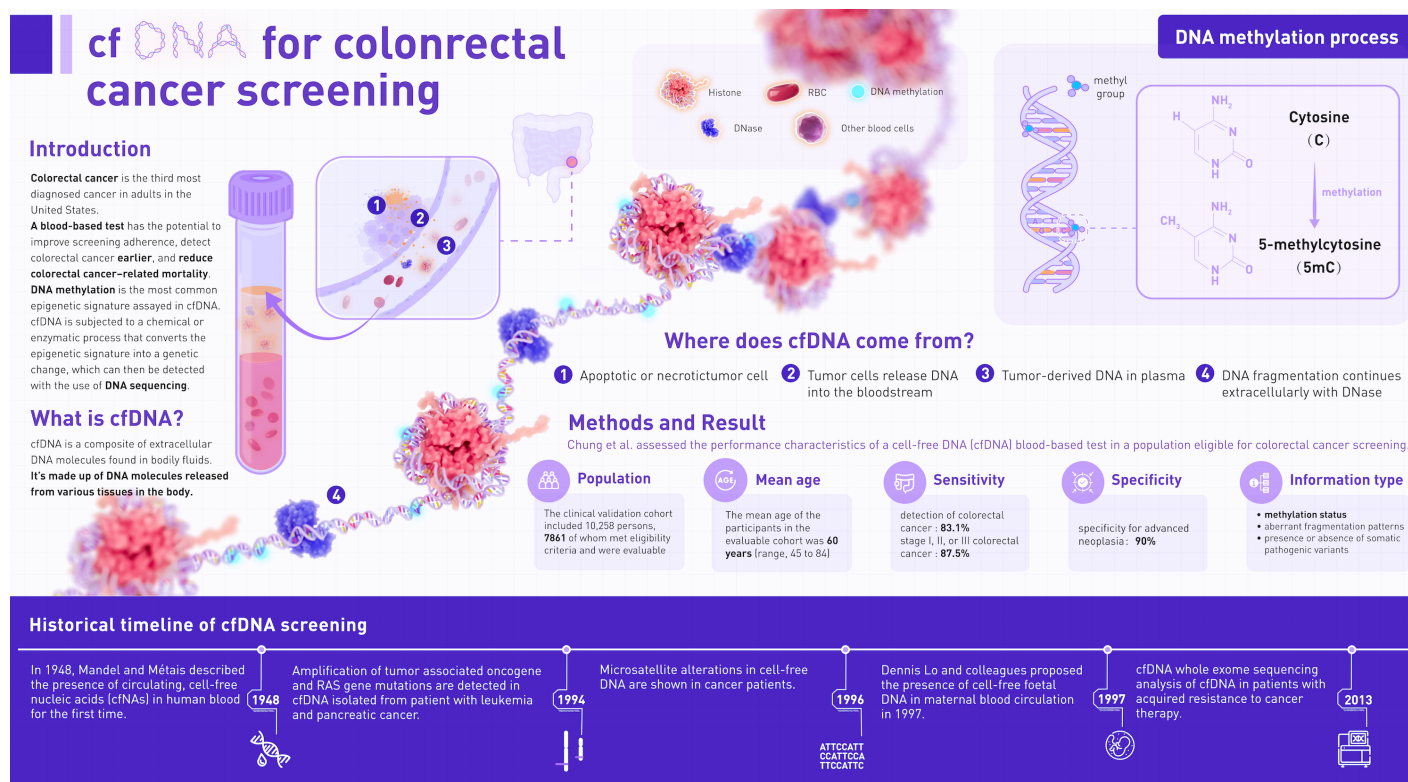 cf DNA for colonrectal
cancer screening
Introduction
Colorectal cancer is the third most
diagnosed cancer in adults in the
United States.
A blood-based test has the potential to
improve screening adherence, detect
colorectal cancer earlier, and reduce
colorectal cancer–related mortality.
DNA methylation is the most common
epigenetic signature assayed in cfDNA.
cfDNA is subjected to a chemical or
enzymatic process that converts the
epigenetic signature into a genetic
change, which can then be detected
with the use of DNA sequencing.
What is cfDNA?
cfDNA is a composite of extracellular
DNA molecules found in bodily fluids.
It's made up of DNA molecules released
from various tissues in the body.
1
2
3
4
Histone
RBC
DNA methylation
DNase
Other blood cells
DNA methylation process
methyl
group
NH2
H
N
O
N
H
Cytosine
(C)
methylation
NH2
CH3
N
O
N
H
5-methylcytosine
(5mC)
Where does cfDNA come from?
1 Apoptotic or necrotictumor cell
2 Tumor cells release DNA
into the bloodstream
3 Tumor-derived DNA in plasma
4 DNA fragmentation continues
extracellularly with DNase
Methods and Result
Chung et al. assessed the performance characteristics of a cell-free DNA (cfDNA) blood-based test in a population eligible for colorectal cancer screening.
Population
The clinical validation cohort
included 10,258 persons,
7861 of whom met eligibility
criteria and were evaluable
AGE
Mean age
The mean age of the
participants in the
evaluable cohort was 60
years (range, 45 to 84)
Sensitivity
detection of colorectal
cancer : 83.1%
stage I, II, or III colorectal
cancer : 87.5%
Specificity
specificity for advanced
neoplasia : 90%
Information type
• methylation status
• aberrant fragmentation patterns
• presence or absence of somatic
pathogenic variants
Historical timeline of cfDNA screening
In 1948, Mandel and Métais described
the presence of circulating, cell-free
nucleic acids (cfNAs) in human blood
for the first time.
1948
Amplification of tumor associated oncogene
and RAS gene mutations are detected in
cfDNA isolated from patient with leukemia
and pancreatic cancer.
1994
Microsatellite alterations in cell-free
DNA are shown in cancer patients.
1996
ATTCCATT
CCATTCCA
TTCCATTC
Dennis Lo and colleagues proposed
the presence of cell-free foetal
DNA in maternal blood circulation
in 1997.
1997
cfDNA whole exome sequencing
analysis of cfDNA in patients with
acquired resistance to cancer
therapy.
2013